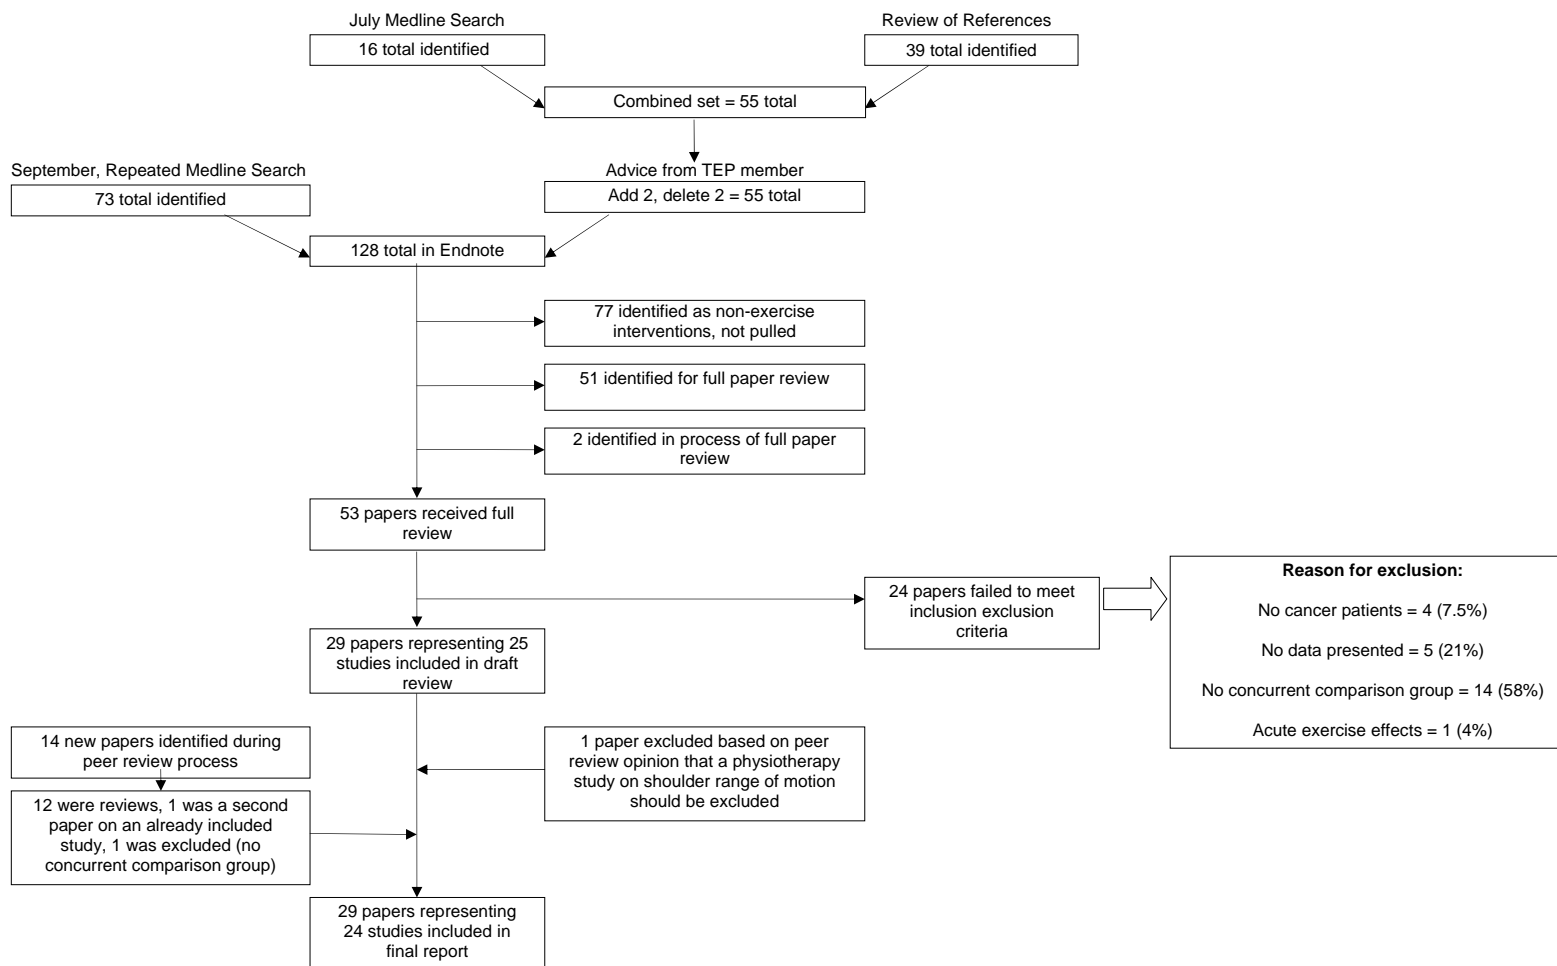 July Medline Search
16 total identified
Review of References
39 total identified
Combined set = 55 total
September, Repeated Medline Search
73 total identified
Advice from TEP member
Add 2, delete 2 = 55 total
128 total in Endnote
77 identified as non-exercise
interventions, not pulled
51 identified for full paper review
2 identified in process of full paper
review
53 papers received full
review
24 papers failed to meet
inclusion exclusion
criteria
Reason for exclusion:
No cancer patients = 4 (7.5%)
No data presented = 5 (21%)
No concurrent comparison group = 14 (58%)
Acute exercise effects = 1 (4%)
29 papers representing 25
studies included in draft
review
14 new papers identified during
peer review process
12 were reviews, 1 was a second
paper on an already included
study, 1 was excluded (no
concurrent comparison group)
1 paper excluded based on peer
review opinion that a physiotherapy
study on shoulder range of motion
should be excluded
29 papers representing
24 studies included in
final report